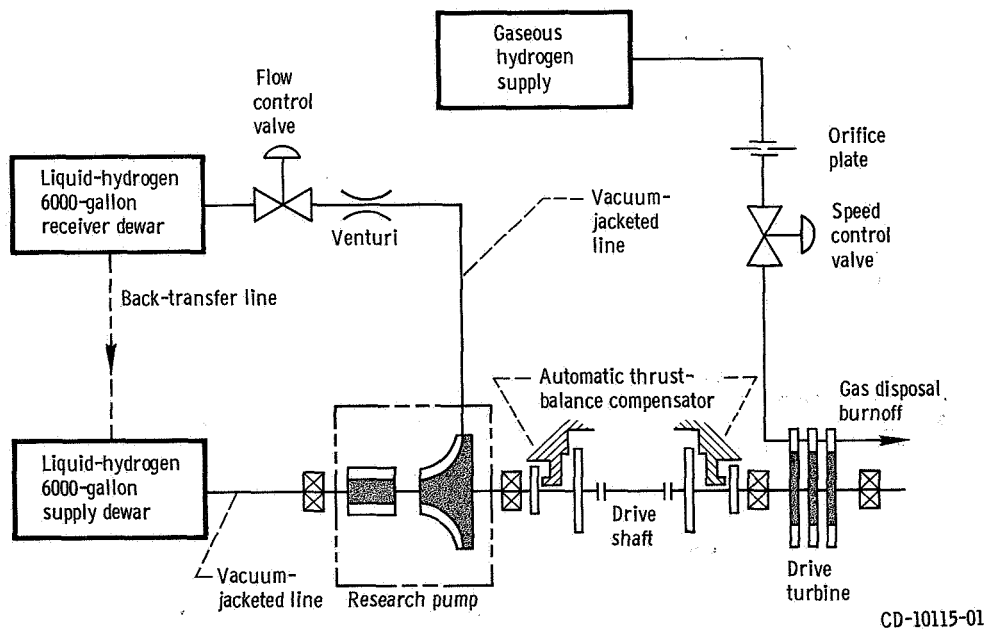 Gaseous
hydrogen
supply
Flow
control
valve
Orifice
plate
Liquid-hydrogen
6000-gallon
receiver dewar
Venturi
Vacuum-
jacketed
line
Speed
control
valve
Back-transfer line
Automatic thrust-
balance compensator
Gas disposal
burnoff
Liquid-hydrogen
6000-gallon
supply dewar
Drive
shaft
Vacuum-
jacketed line
Research pump
Drive
turbine
CD-10115-01